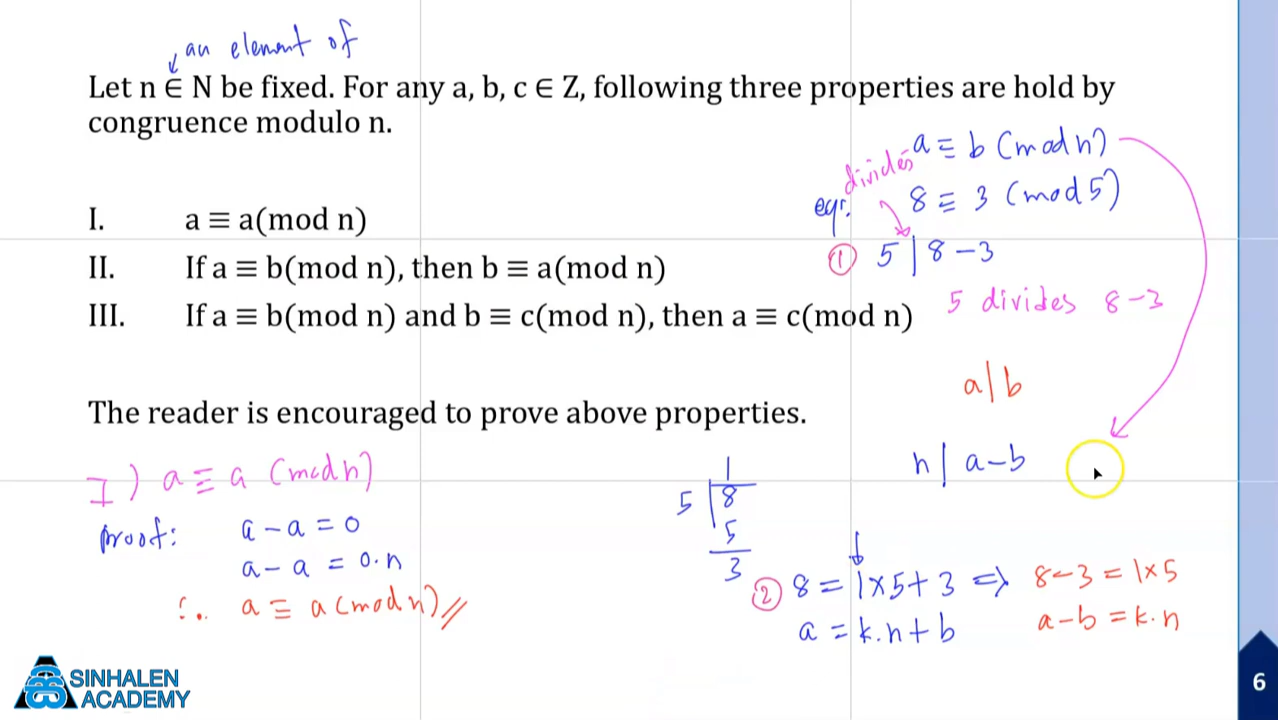 an element of
Let n ∈ N be fixed. For any a, b, c ∈ Z, following three properties are hold by
congruence modulo n.
a ≡ b (mod n)
divides
egr. 8 ≡ 3 (mod 5)
I. a ≡ a(mod n)
① 5 | 8 - 3
II. If a ≡ b(mod n), then b ≡ a(mod n)
5 divides 8-3
III. If a ≡ b(mod n) and b ≡ c(mod n), then a ≡ c(mod n)
a|b
The reader is encouraged to prove above properties.
n | a-b
I) a ≡ a (mod n)
proof: a - a = 0
a - a = 0.n
∴ a ≡ a (mod n) //
1
5 8
5
3
② 8 = 1 x 5 + 3 => 8-3 = 1x5
a = k.n + b a-b = k.n
SINHALEN
ACADEMY
6